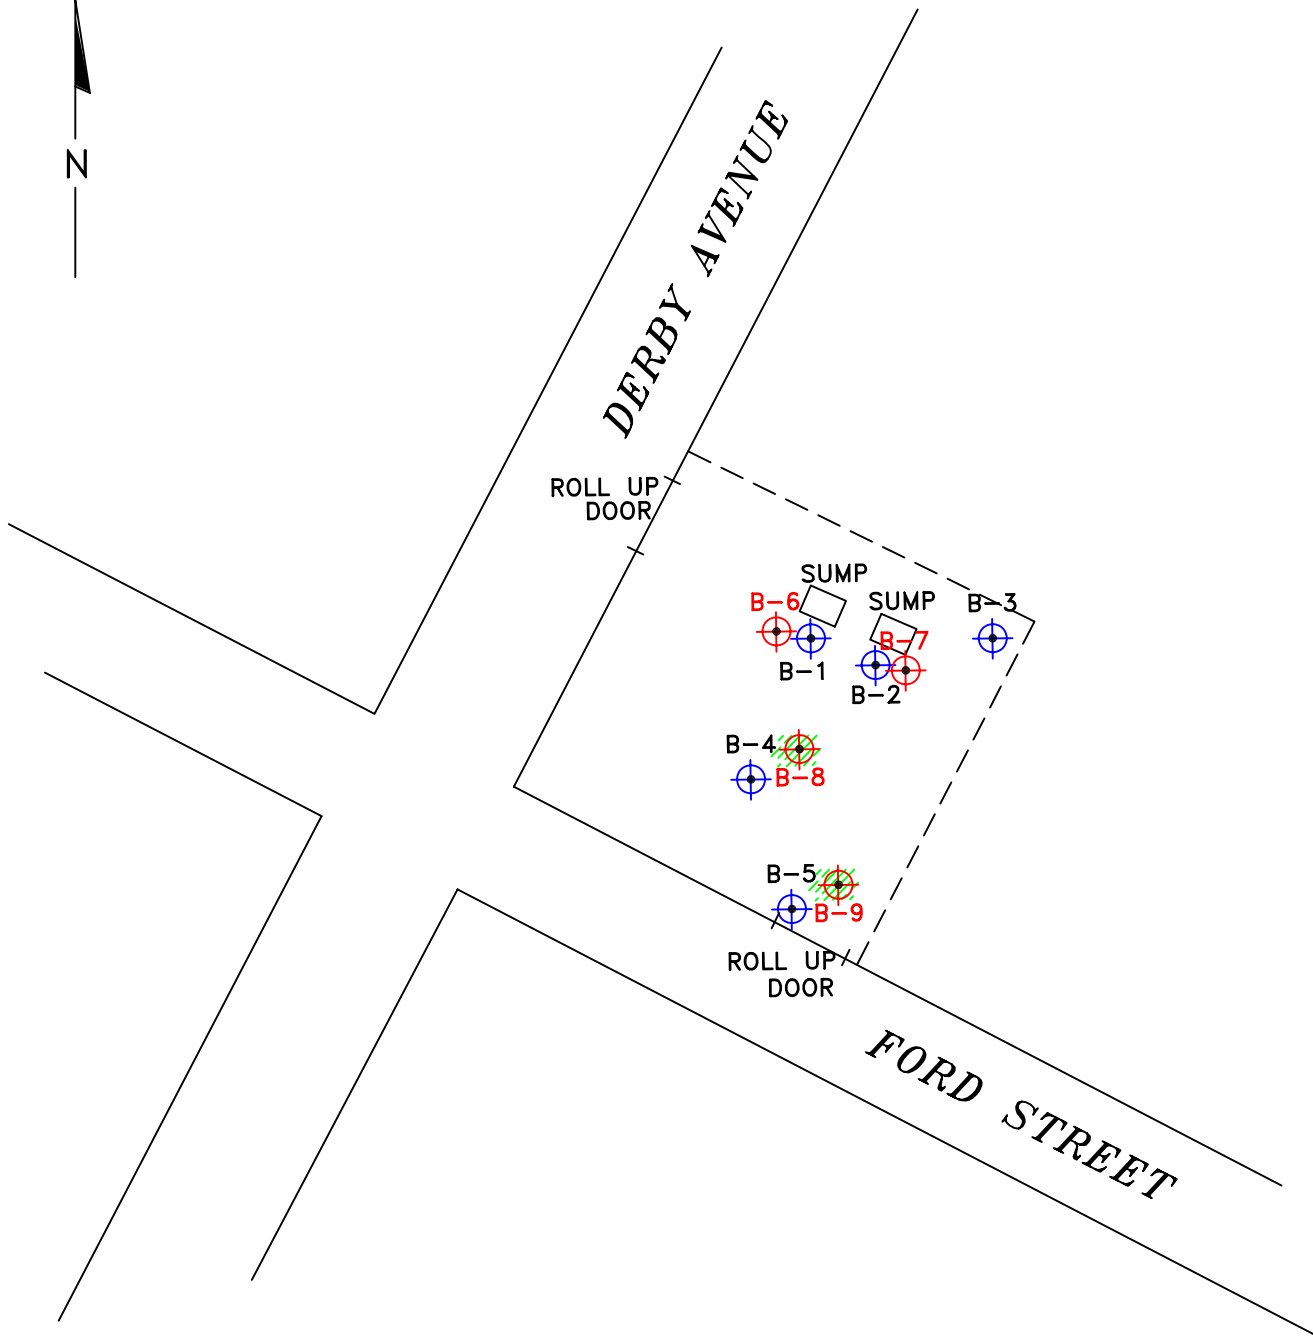 N
DERBY AVENUE
ROLL UP
DOOR
SUMP
B-6
SUMP
B-3
B-7
B-1
B-2
B-4
B-8
B-5
B-9
ROLL UP
DOOR
FORD STREET